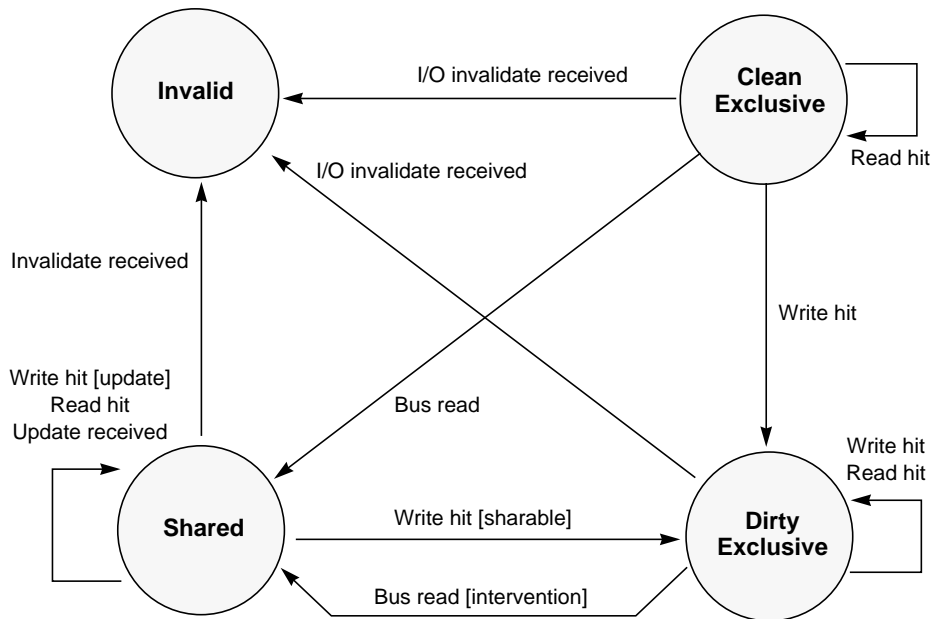 Invalid
I/O invalidate received
Clean
Exclusive
Read hit
I/O invalidate received
Invalidate received
Write hit
Write hit [update]
Read hit
Update received
Bus read
Write hit
Read hit
Shared
Write hit [sharable]
Dirty
Exclusive
Bus read [intervention]